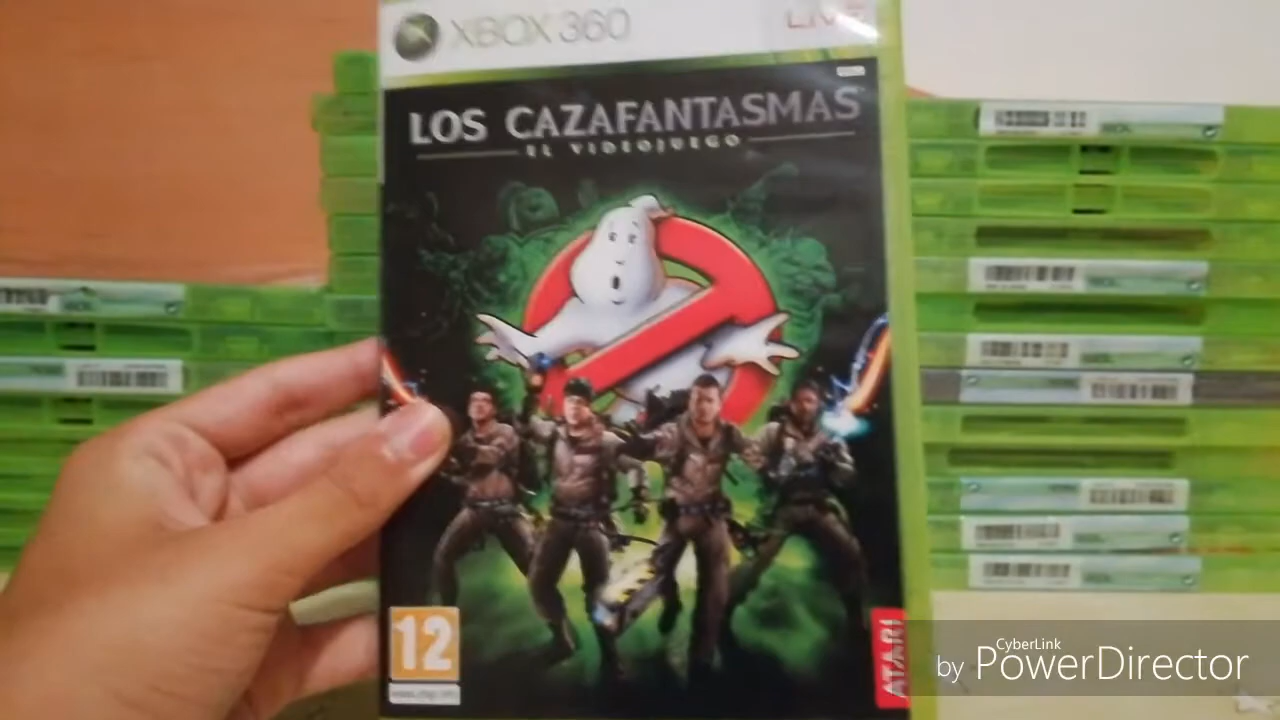 XBOX 360
LIVE
LOS CAZAFANTASMAS
EL VIDEOJUEGO
12
ATARI
CyberLink
by PowerDirector